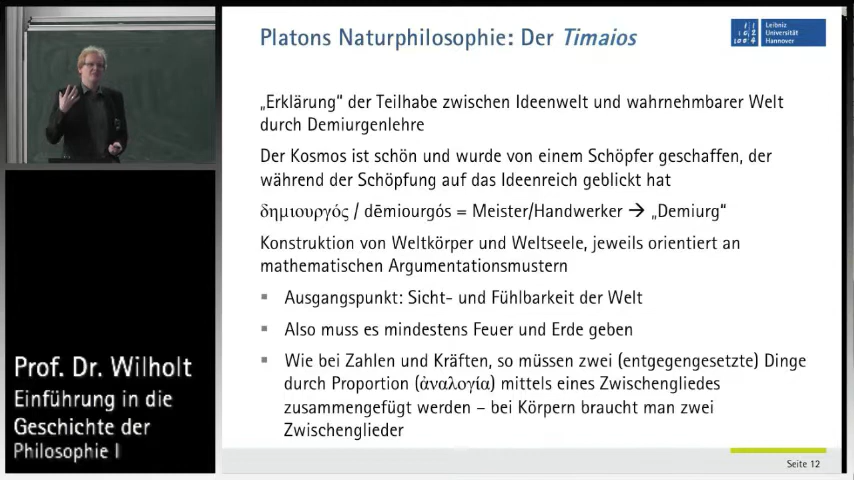 Platons Naturphilosophie: Der Timaios
Leibniz
Universität
Hannover
„Erklärung“ der Teilhabe zwischen Ideenwelt und wahrnehmbarer Welt
durch Demiurgenlehre
Der Kosmos ist schön und wurde von einem Schöpfer geschaffen, der
während der Schöpfung auf das Ideenreich geblickt hat
δημιουργός / dēmiourgós = Meister/Handwerker → „Demiurg“
Konstruktion von Weltkörper und Weltseele, jeweils orientiert an
mathematischen Argumentationsmustern
▪ Ausgangspunkt: Sicht- und Fühlbarkeit der Welt
▪ Also muss es mindestens Feuer und Erde geben
▪ Wie bei Zahlen und Kräften, so müssen zwei (entgegengesetzte) Dinge
durch Proportion (ἀναλογία) mittels eines Zwischengliedes
zusammengefügt werden – bei Körpern braucht man zwei
Zwischenglieder
Prof. Dr. Wilholt
Einführung in die
Geschichte der
Philosophie I
Seite 12